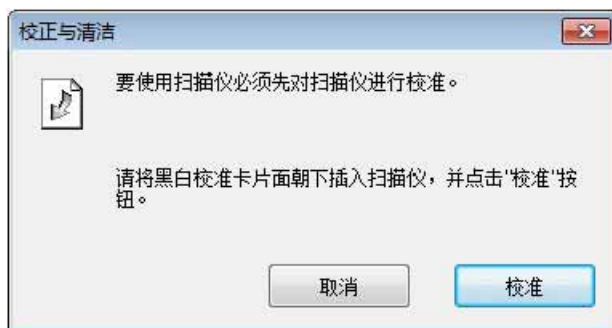 校正与清洁
要使用扫描仪必须先对扫描仪进行校准。
请将黑白校准卡片面朝下插入扫描仪，并点击"校准"按
钮。
取消
校准